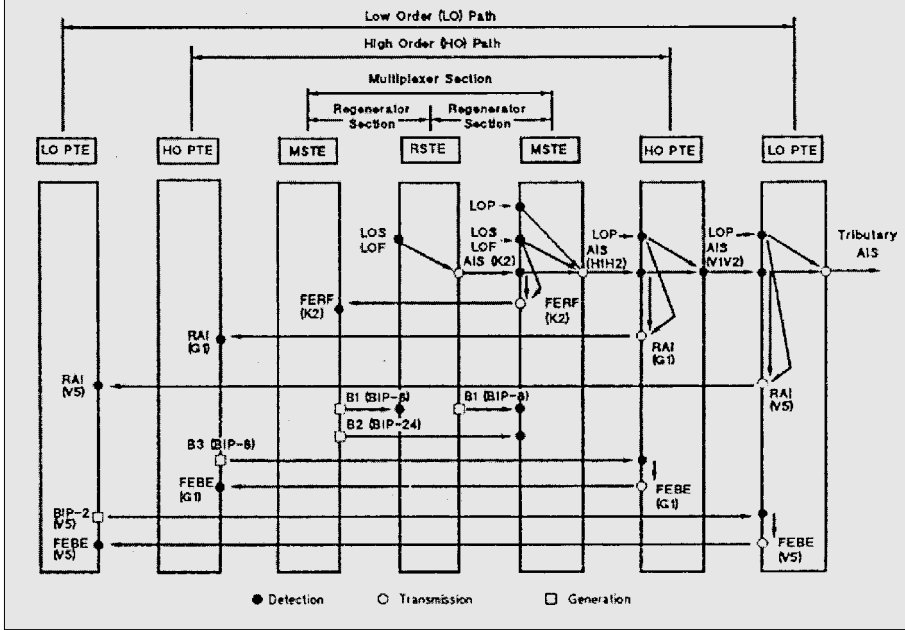 Low Order (LO) Path
High Order (HO) Path
Multiplexer Section
Regenerator
Section
Regenerator
Section
LO PTE
HO PTE
MSTE
RSTE
MSTE
HO PTE
LO PTE
LOP
LOS
LOF
LOS
LOF
AIS (K2)
LOP
AIS
(H1H2)
LOP
AIS
(V1V2)
Tributary
AIS
FERF
(K2)
FERF
(K2)
RAI
(G1)
RAI
(G1)
RAI
(V5)
RAI
(V5)
B1 (BIP-8)
B1 (BIP-8)
B2 (BIP-24)
B3 (BIP-8)
FEBE
(G1)
FEBE
(G1)
BIP-2
(V5)
FEBE
(V5)
FEBE
(V5)
Detection
Transmission
Generation